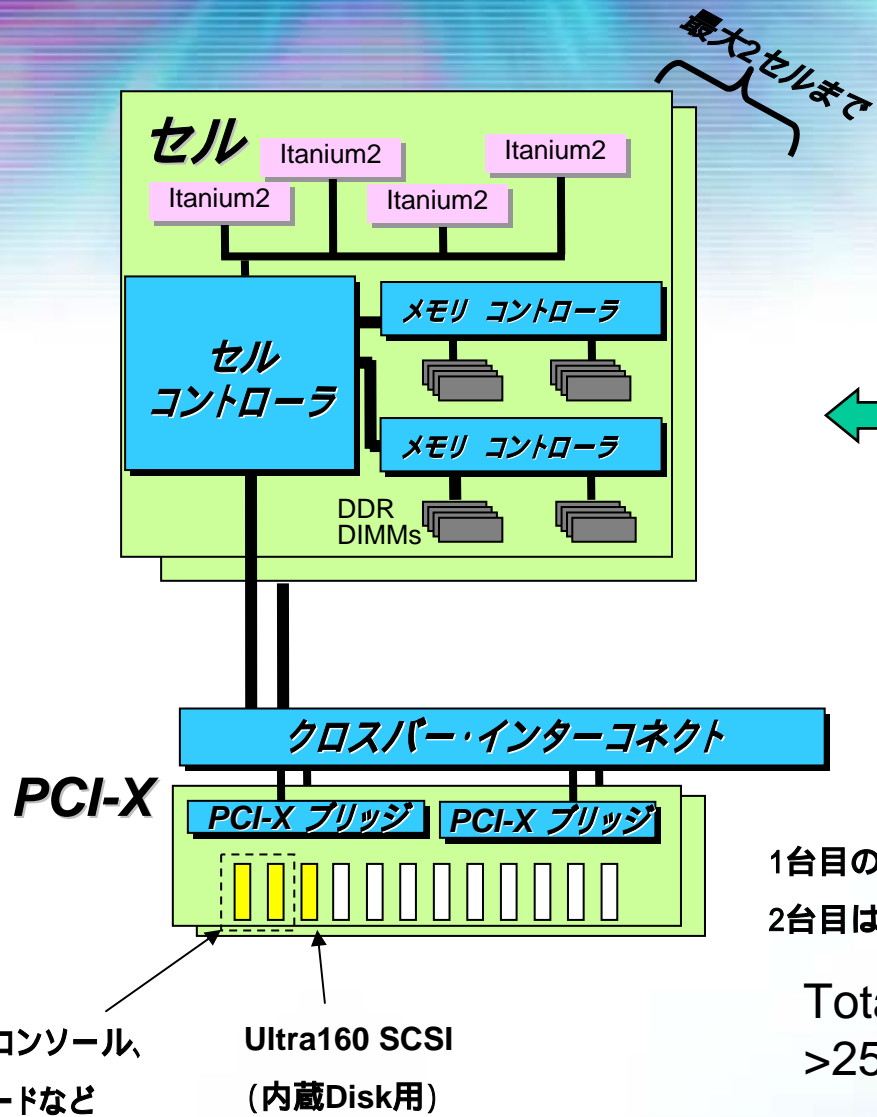 最大2セルまで
セル
Itanium2
Itanium2
Itanium2
Itanium2
セル
コントローラ
メモリ コントローラ
メモリ コントローラ
DDR
DIMMs
クロスバー・インターコネクト
PCI-X
PCI-X ブリッジ
PCI-X ブリッジ
1台目の
2台目は
Tota
>25
コンソール、
ードなど
Ultra160 SCSI
(内蔵Disk用)